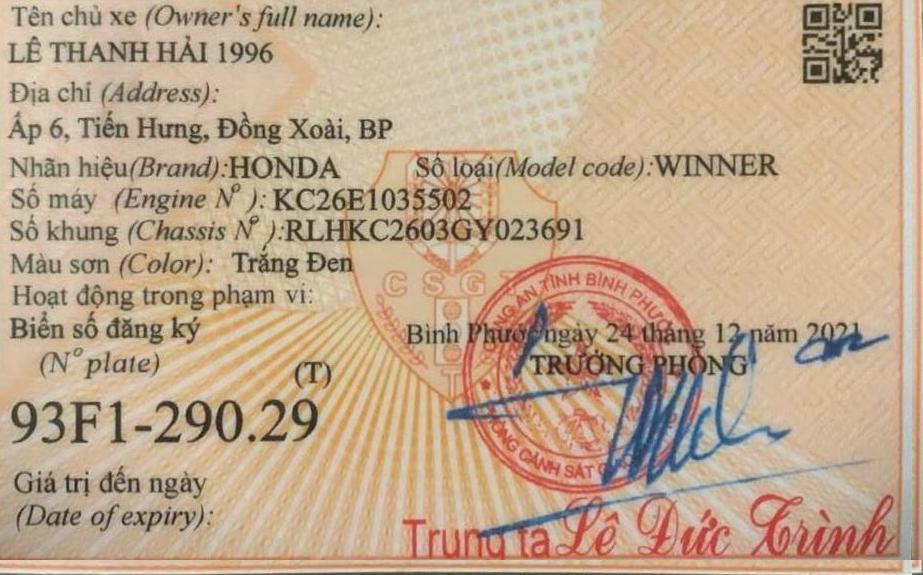 Tên chủ xe (Owner's full name):
LÊ THANH HẢI 1996
Địa chỉ (Address):
Ấp 6, Tiến Hưng, Đồng Xoài, BP
Nhãn hiệu(Brand):HONDA Số loại(Model code):WINNER
Số máy (Engine Nº): KC26E1035502
Số khung (Chassis Nº):RLHKC2603GY023691
Màu sơn (Color): Trắng Đen
Hoạt động trong phạm vi:
Biển số đăng ký
(Nº plate)
(T)
93F1-290.29
Giá trị đến ngày
(Date of expiry):
Bình Phước, ngày 24 tháng 12 năm 2021
TRƯỞNG PHÒNG
CSGT
CÔNG AN TỈNH BÌNH PHƯỚC
PHÒNG CẢNH SÁT
Trung tá Lê Đức Trình